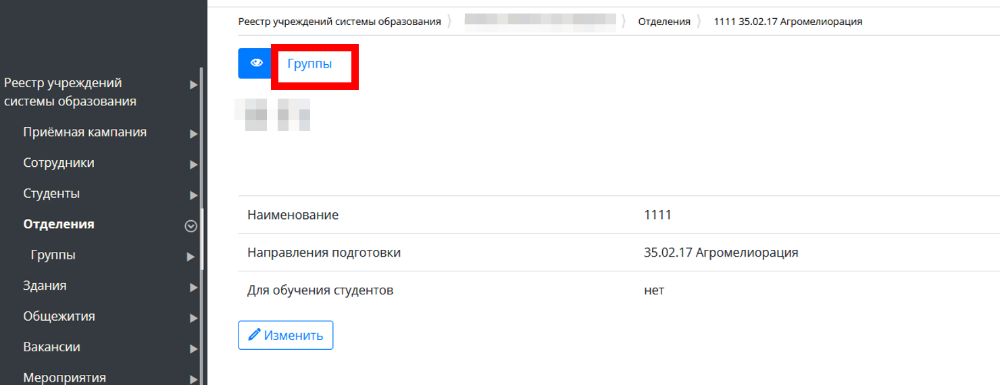 Реестр учреждений системы образования
Отделения
1111 35.02.17 Агромелиорация
Группы
Реестр учреждений
системы образования
Приёмная кампания
Сотрудники
Студенты
Отделения
Группы
Здания
Общежития
Вакансии
Мероприятия
Наименование 1111
Направления подготовки 35.02.17 Агромелиорация
Для обучения студентов нет
Изменить